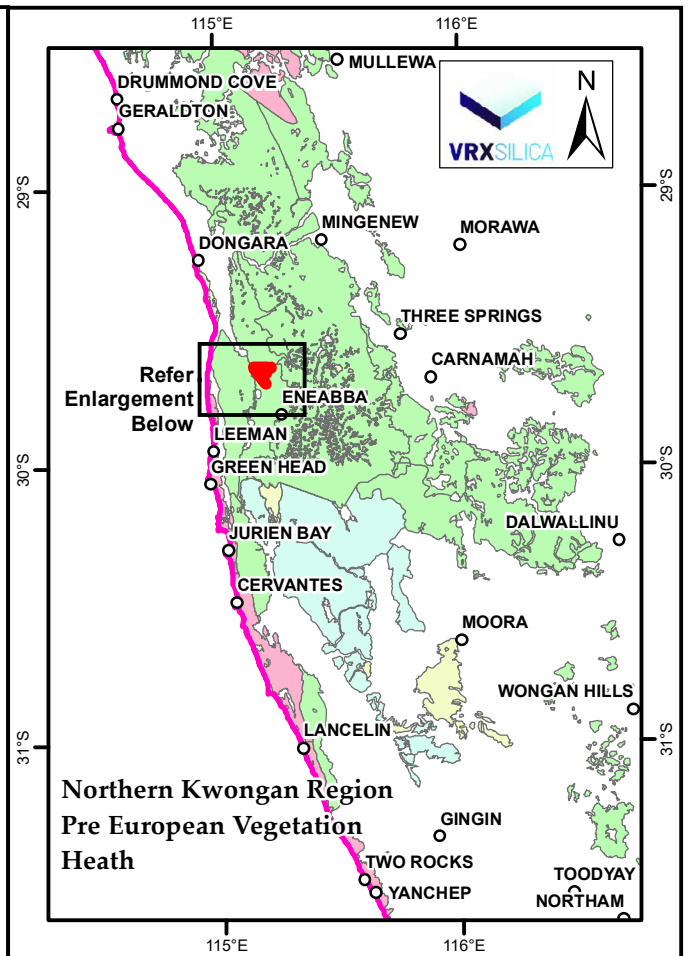 115°E
116°E
MULLEWA
DRUMMOND COVE
GERALDTON
N
VRXSILICA
29°S
29°S
MINGENEW
MORAWA
DONGARA
THREE SPRINGS
CARNAMAH
Refer
Enlargement
Below
ENEABBA
LEEMAN
GREEN HEAD
30°S
30°S
DALWALLINU
JURIEN BAY
CERVANTES
MOORA
WONGAN HILLS
LANCELIN
31°S
31°S
Northern Kwongan Region
Pre European Vegetation
Heath
GINGIN
TWO ROCKS
YANCHEP
TOODYAY
NORTHAM
115°E
116°E